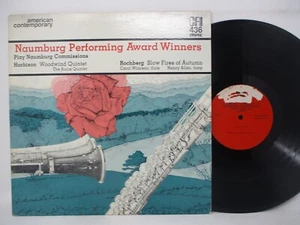 american
contemporary
CRI
436
Naumburg Performing Award Winners
Play Naumburg Commissions
Harbison Woodwind Quintet
The Aulos Quintet
Rochberg Slow Fires of Autumn
Carol Wincenc, flute Nancy Allen, harp